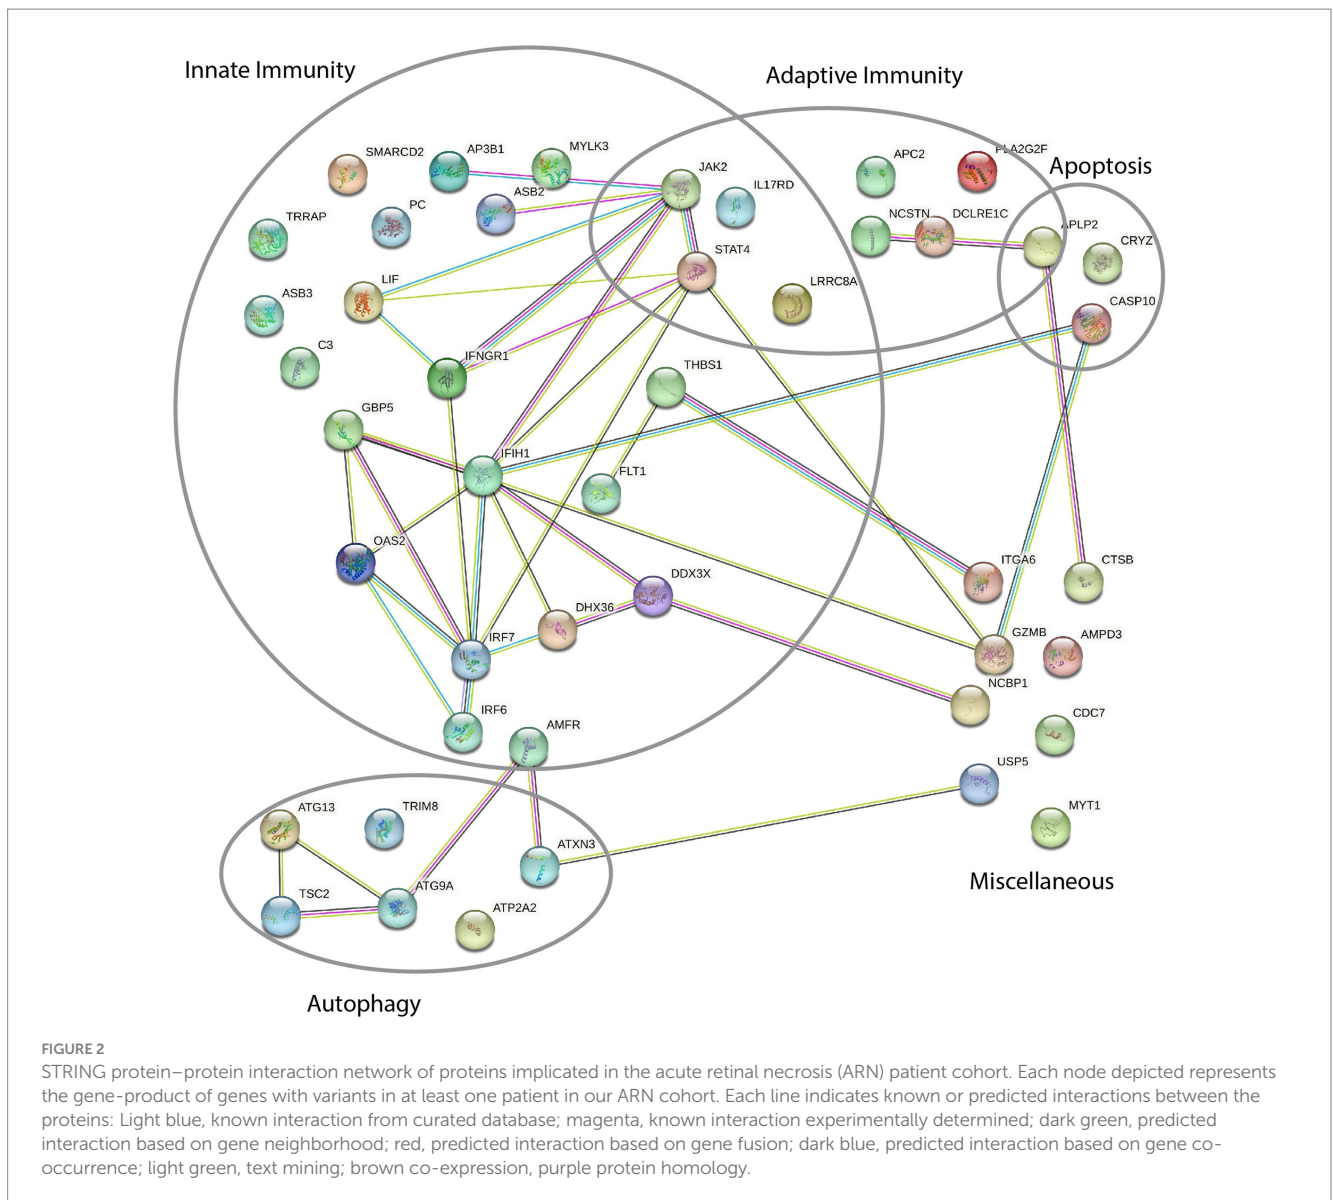 Innate Immunity
Adaptive Immunity
SMARCD2
AP3B1
MYLK3
JAK2
APC2
PLA2G2F
Apoptosis
TRRAP
PC
ASB2
IL17RD
NCSTN
DCLRE1C
APLP2
CRYZ
STAT4
ASB3
LIF
LRRC8A
CASP10
C3
IFNGR1
THBS1
GBP5
IFIH1
FLT1
OAS2
DHX36
DDX3X
ITGA6
CTSB
IRF7
GZMB
AMPD3
NCBP1
IRF6
AMFR
CDC7
USP5
ATG13
TRIM8
MYT1
ATXN3
TSC2
ATG9A
ATP2A2
Miscellaneous
Autophagy
FIGURE 2
STRING protein–protein interaction network of proteins implicated in the acute retinal necrosis (ARN) patient cohort. Each node depicted represents
the gene-product of genes with variants in at least one patient in our ARN cohort. Each line indicates known or predicted interactions between the
proteins: Light blue, known interaction from curated database; magenta, known interaction experimentally determined; dark green, predicted
interaction based on gene neighborhood; red, predicted interaction based on gene fusion; dark blue, predicted interaction based on gene co-
occurrence; light green, text mining; brown co-expression, purple protein homology.